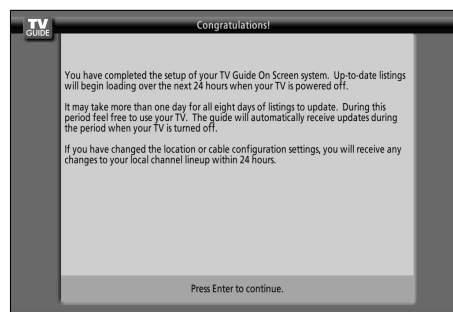 TV
GUIDE
Congratulations!
You have completed the setup of your TV Guide On Screen system. Up-to-date listings
will begin loading over the next 24 hours when your TV is powered off.
It may take more than one day for all eight days of listings to update. During this
period feel free to use your TV. The guide will automatically receive updates during
the period when your TV is turned off.
If you have changed the location or cable configuration settings, you will receive any
changes to your local channel lineup within 24 hours.
Press Enter to continue.